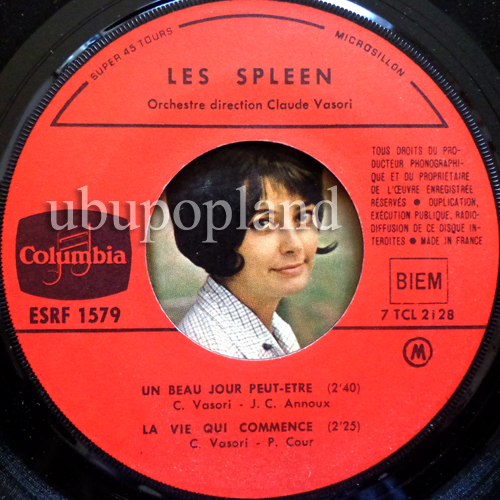 SUPER 45 TOURS
MICROSILLON
LES SPLEEN
Orchestre direction Claude Vasori
TOUS DROITS DU PRO-
DUCTEUR PHONOGRAPHI-
QUE ET DU PROPRIETAIRE
DE L'ŒUVRE ENREGISTRÉE
RÉSERVÉS ● DUPLICATION,
EXECUTION PUBLIQUE, RADIO-
DIFFUSION DE CE DISQUE IN-
TERDITES ● MADE IN FRANCE
ubupopland
Columbia
ESRF 1579
BIEM
7 TCL 2128
M
UN BEAU JOUR PEUT-ETRE (2'40)
C. Vasori - J. C. Annoux
LA VIE QUI COMMENCE (2'25)
C. Vasori - P. Cour